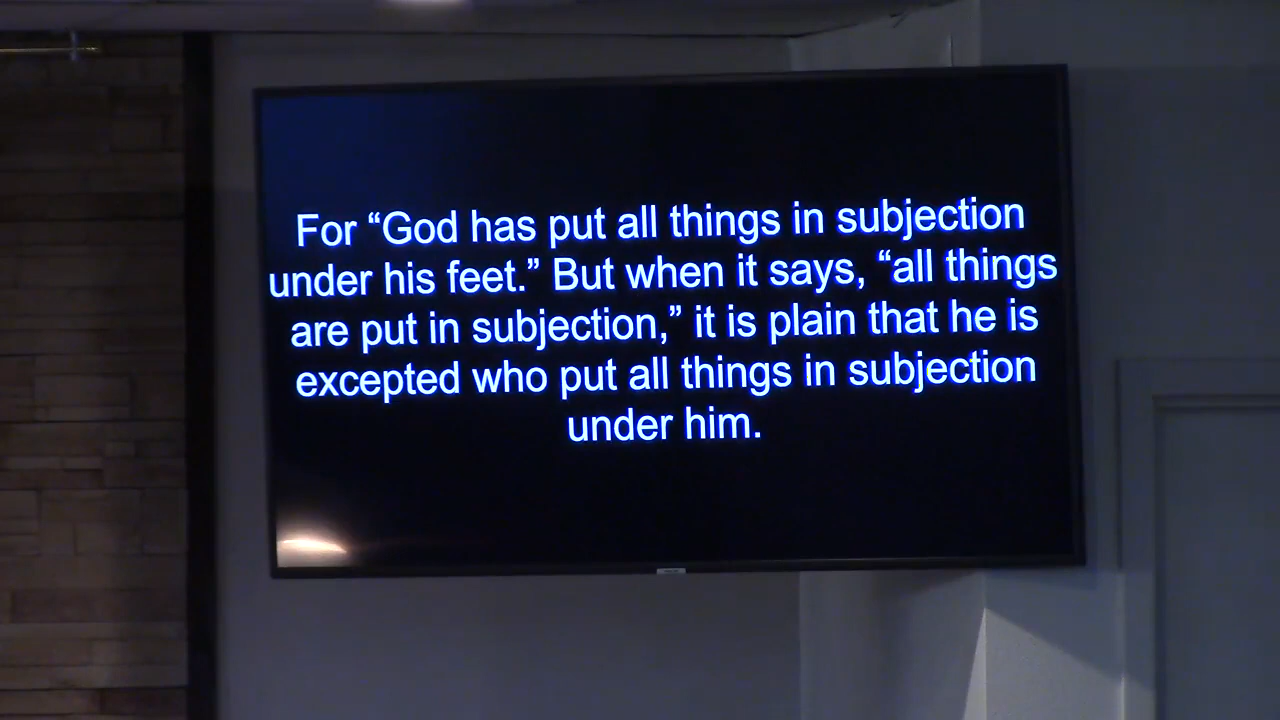 For “God has put all things in subjection
under his feet.” But when it says, “all things
are put in subjection,” it is plain that he is
excepted who put all things in subjection
under him.